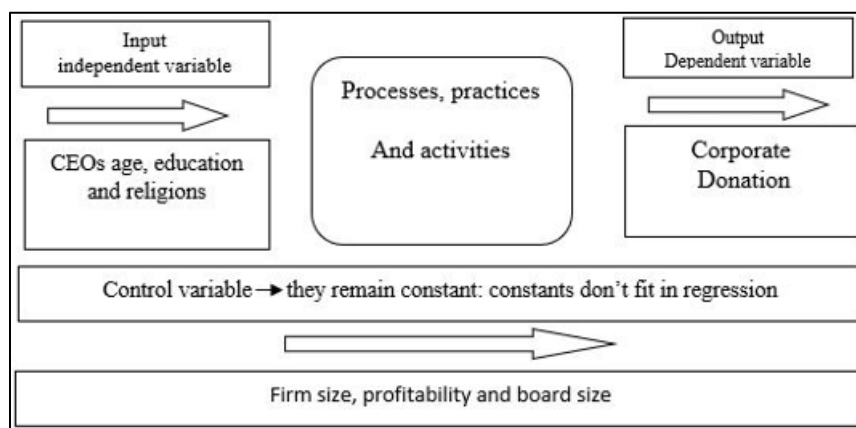 Input
independent variable
CEOs age, education
and religions
Processes, practices
And activities
Output
Dependent variable
Corporate
Donation
Control variable → they remain constant: constants don’t fit in regression
Firm size, profitability and board size